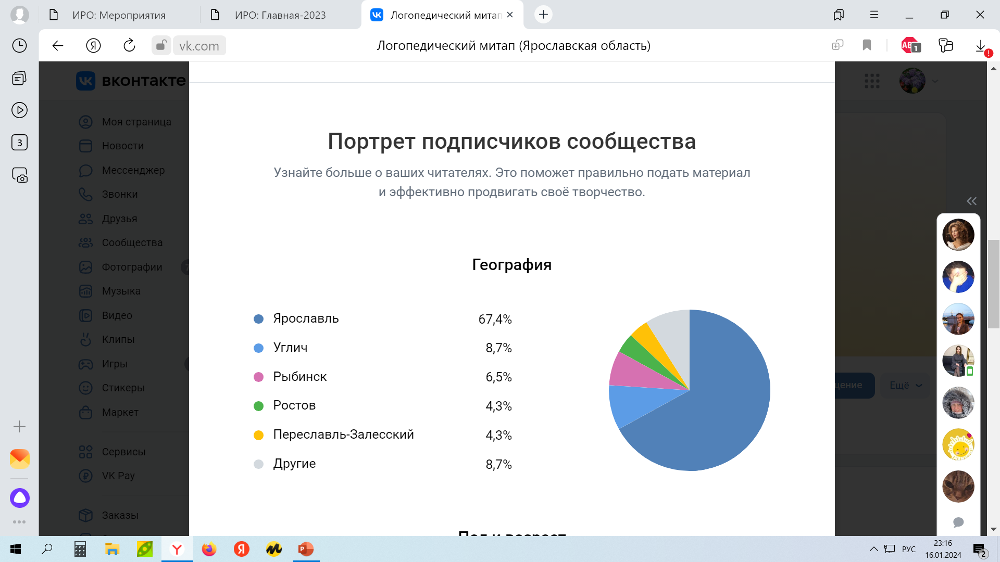 ИРО: Мероприятия
ИРО: Главная-2023
Логопедический митап
Я
vk.com
Логопедический митап (Ярославская область)
1
3
вконтакте
Моя страница
Новости
Мессенджер
Звонки
Друзья
Сообщества
Фотографии
Музыка
Видео
Клипы
Игры
Стикеры
Маркет
Сервисы
VK Pay
Заказы
Портрет подписчиков сообщества
Узнайте больше о ваших читателях. Это поможет правильно подать материал
и эффективно продвигать своё творчество.
География
Ярославль 67,4%
Углич 8,7%
Рыбинск 6,5%
Ростов 4,3%
Переславль-Залесский 4,3%
Другие 8,7%
Пол и возраст
Ещё
РУС
23:16
16.01.2024
2